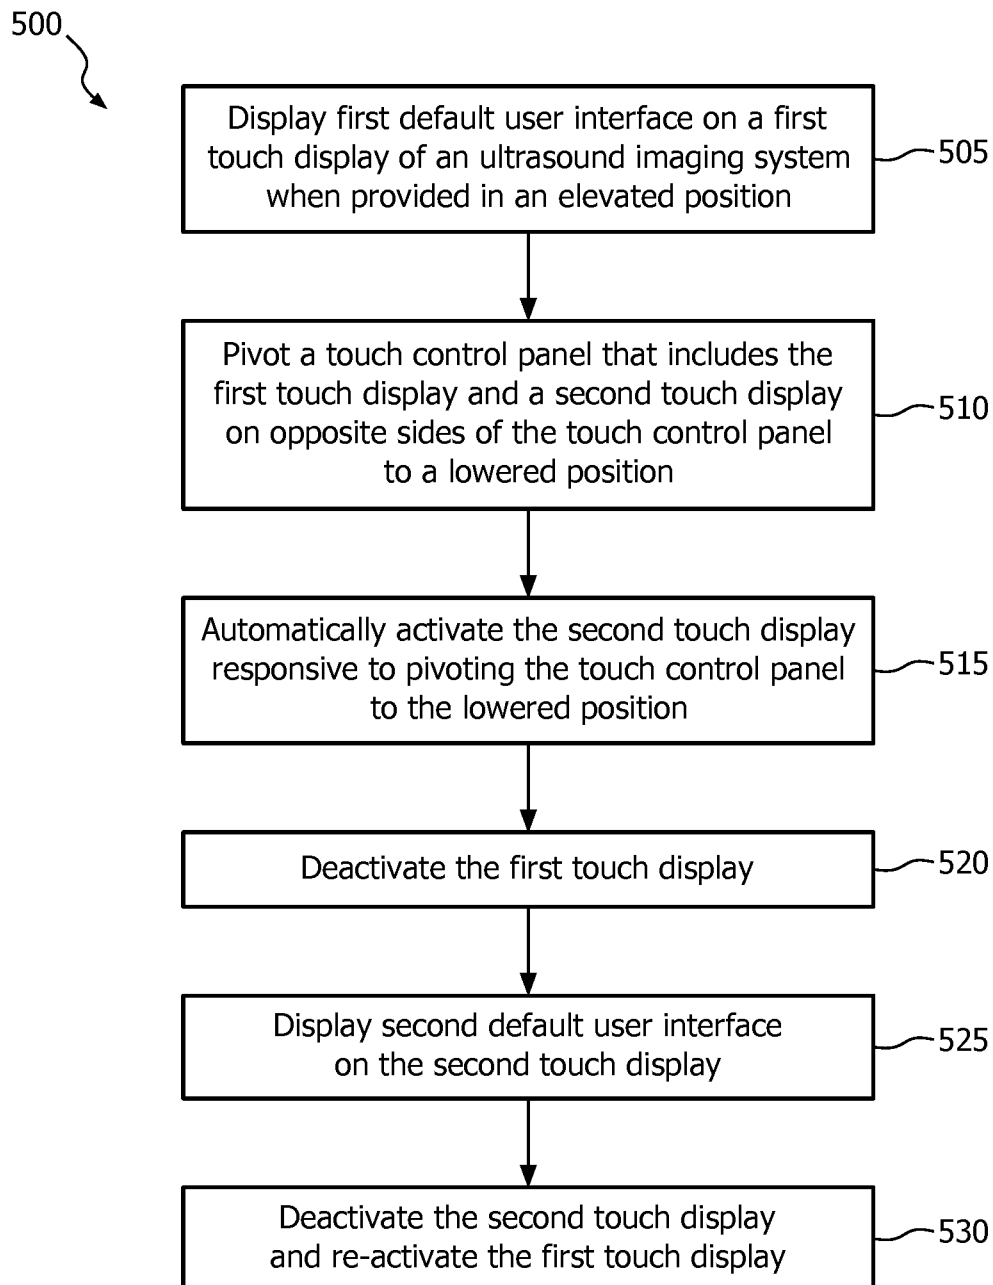 500
Display first default user interface on a first
touch display of an ultrasound imaging system
when provided in an elevated position
505
Pivot a touch control panel that includes the
first touch display and a second touch display
on opposite sides of the touch control panel
to a lowered position
510
Automatically activate the second touch display
responsive to pivoting the touch control panel
to the lowered position
515
Deactivate the first touch display
520
Display second default user interface
on the second touch display
525
Deactivate the second touch display
and re-activate the first touch display
530